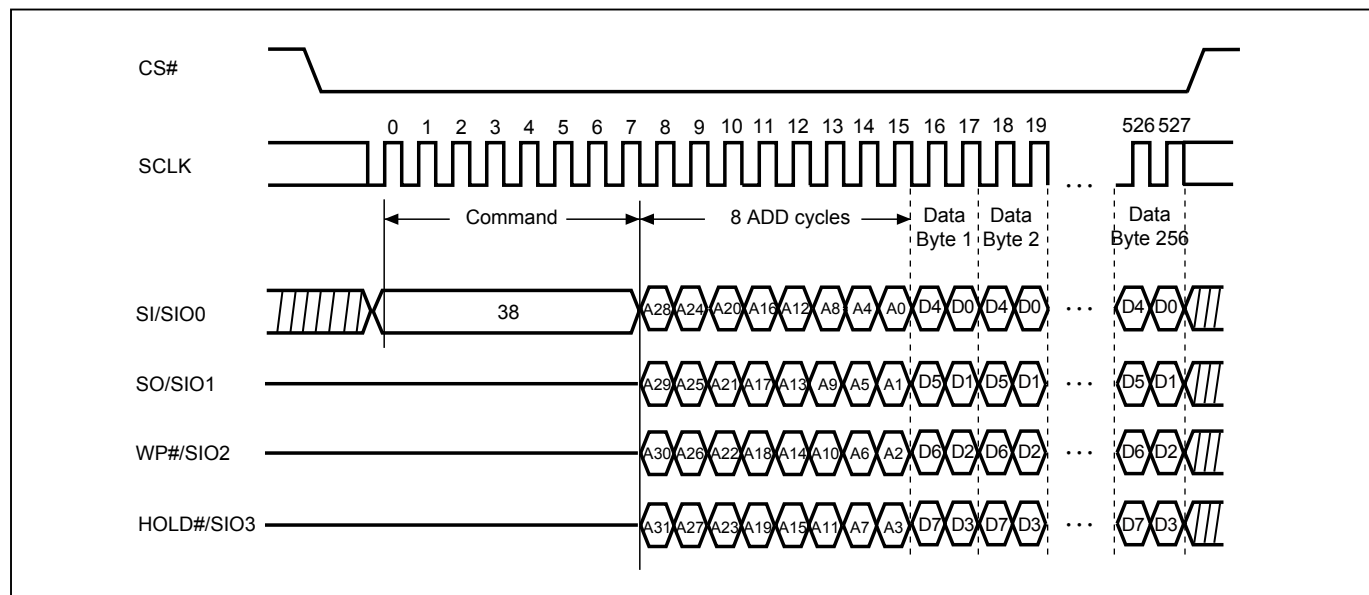 CS#
0 1 2 3 4 5 6 7 8 9 10 11 12 13 14 15 16 17 18 19 526 527
SCLK
...
Command 8 ADD cycles Data Data Data
Byte 1 Byte 2 Byte 256
SI/SIO0 38 A28 A24 A20 A16 A12 A8 A4 A0 D4 D0 D4 D0 ... D4 D0
SO/SIO1 A29 A25 A21 A17 A13 A9 A5 A1 D5 D1 D5 D1 ... D5 D1
WP#/SIO2 A30 A26 A22 A18 A14 A10 A6 A2 D6 D2 D6 D2 ... D6 D2
HOLD#/SIO3 A31 A27 A23 A19 A15 A11 A7 A3 D7 D3 D7 D3 ... D7 D3